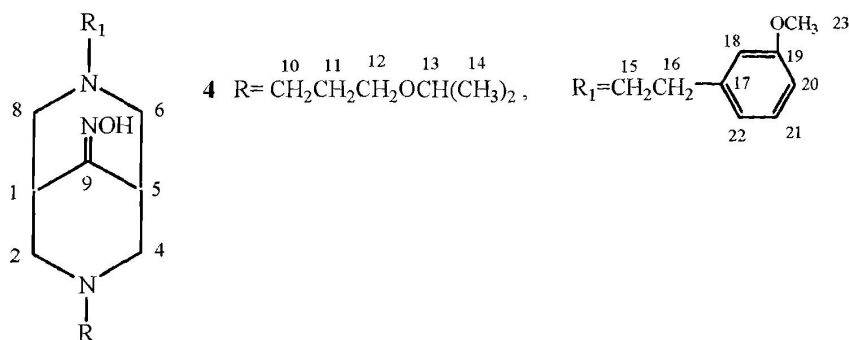 R₁
N
8
6
NOH
1
9
5
2
4
N
R
4 R= CH₂CH₂CH₂OCH(CH₃)₂ ,
10 11 12 13 14
R₁=CH₂CH₂
15 16
17
18
OCH₃ 23
19
20
21
22